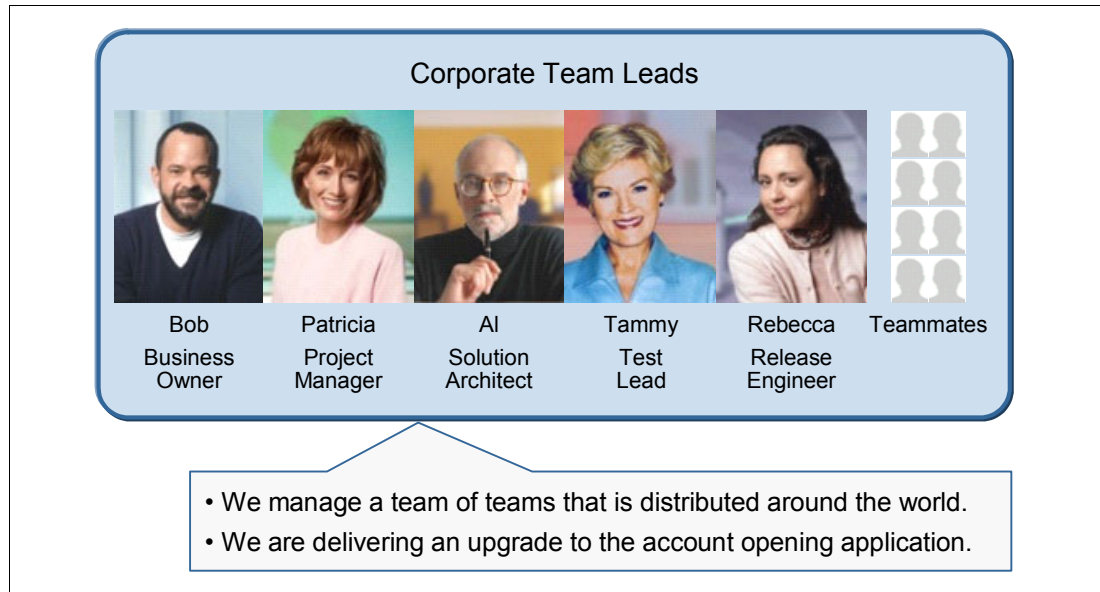 Corporate Team Leads
Bob Patricia Al Tammy Rebecca Teammates
Business Project Solution Test Release
Owner Manager Architect Lead Engineer
• We manage a team of teams that is distributed around the world.
• We are delivering an upgrade to the account opening application.